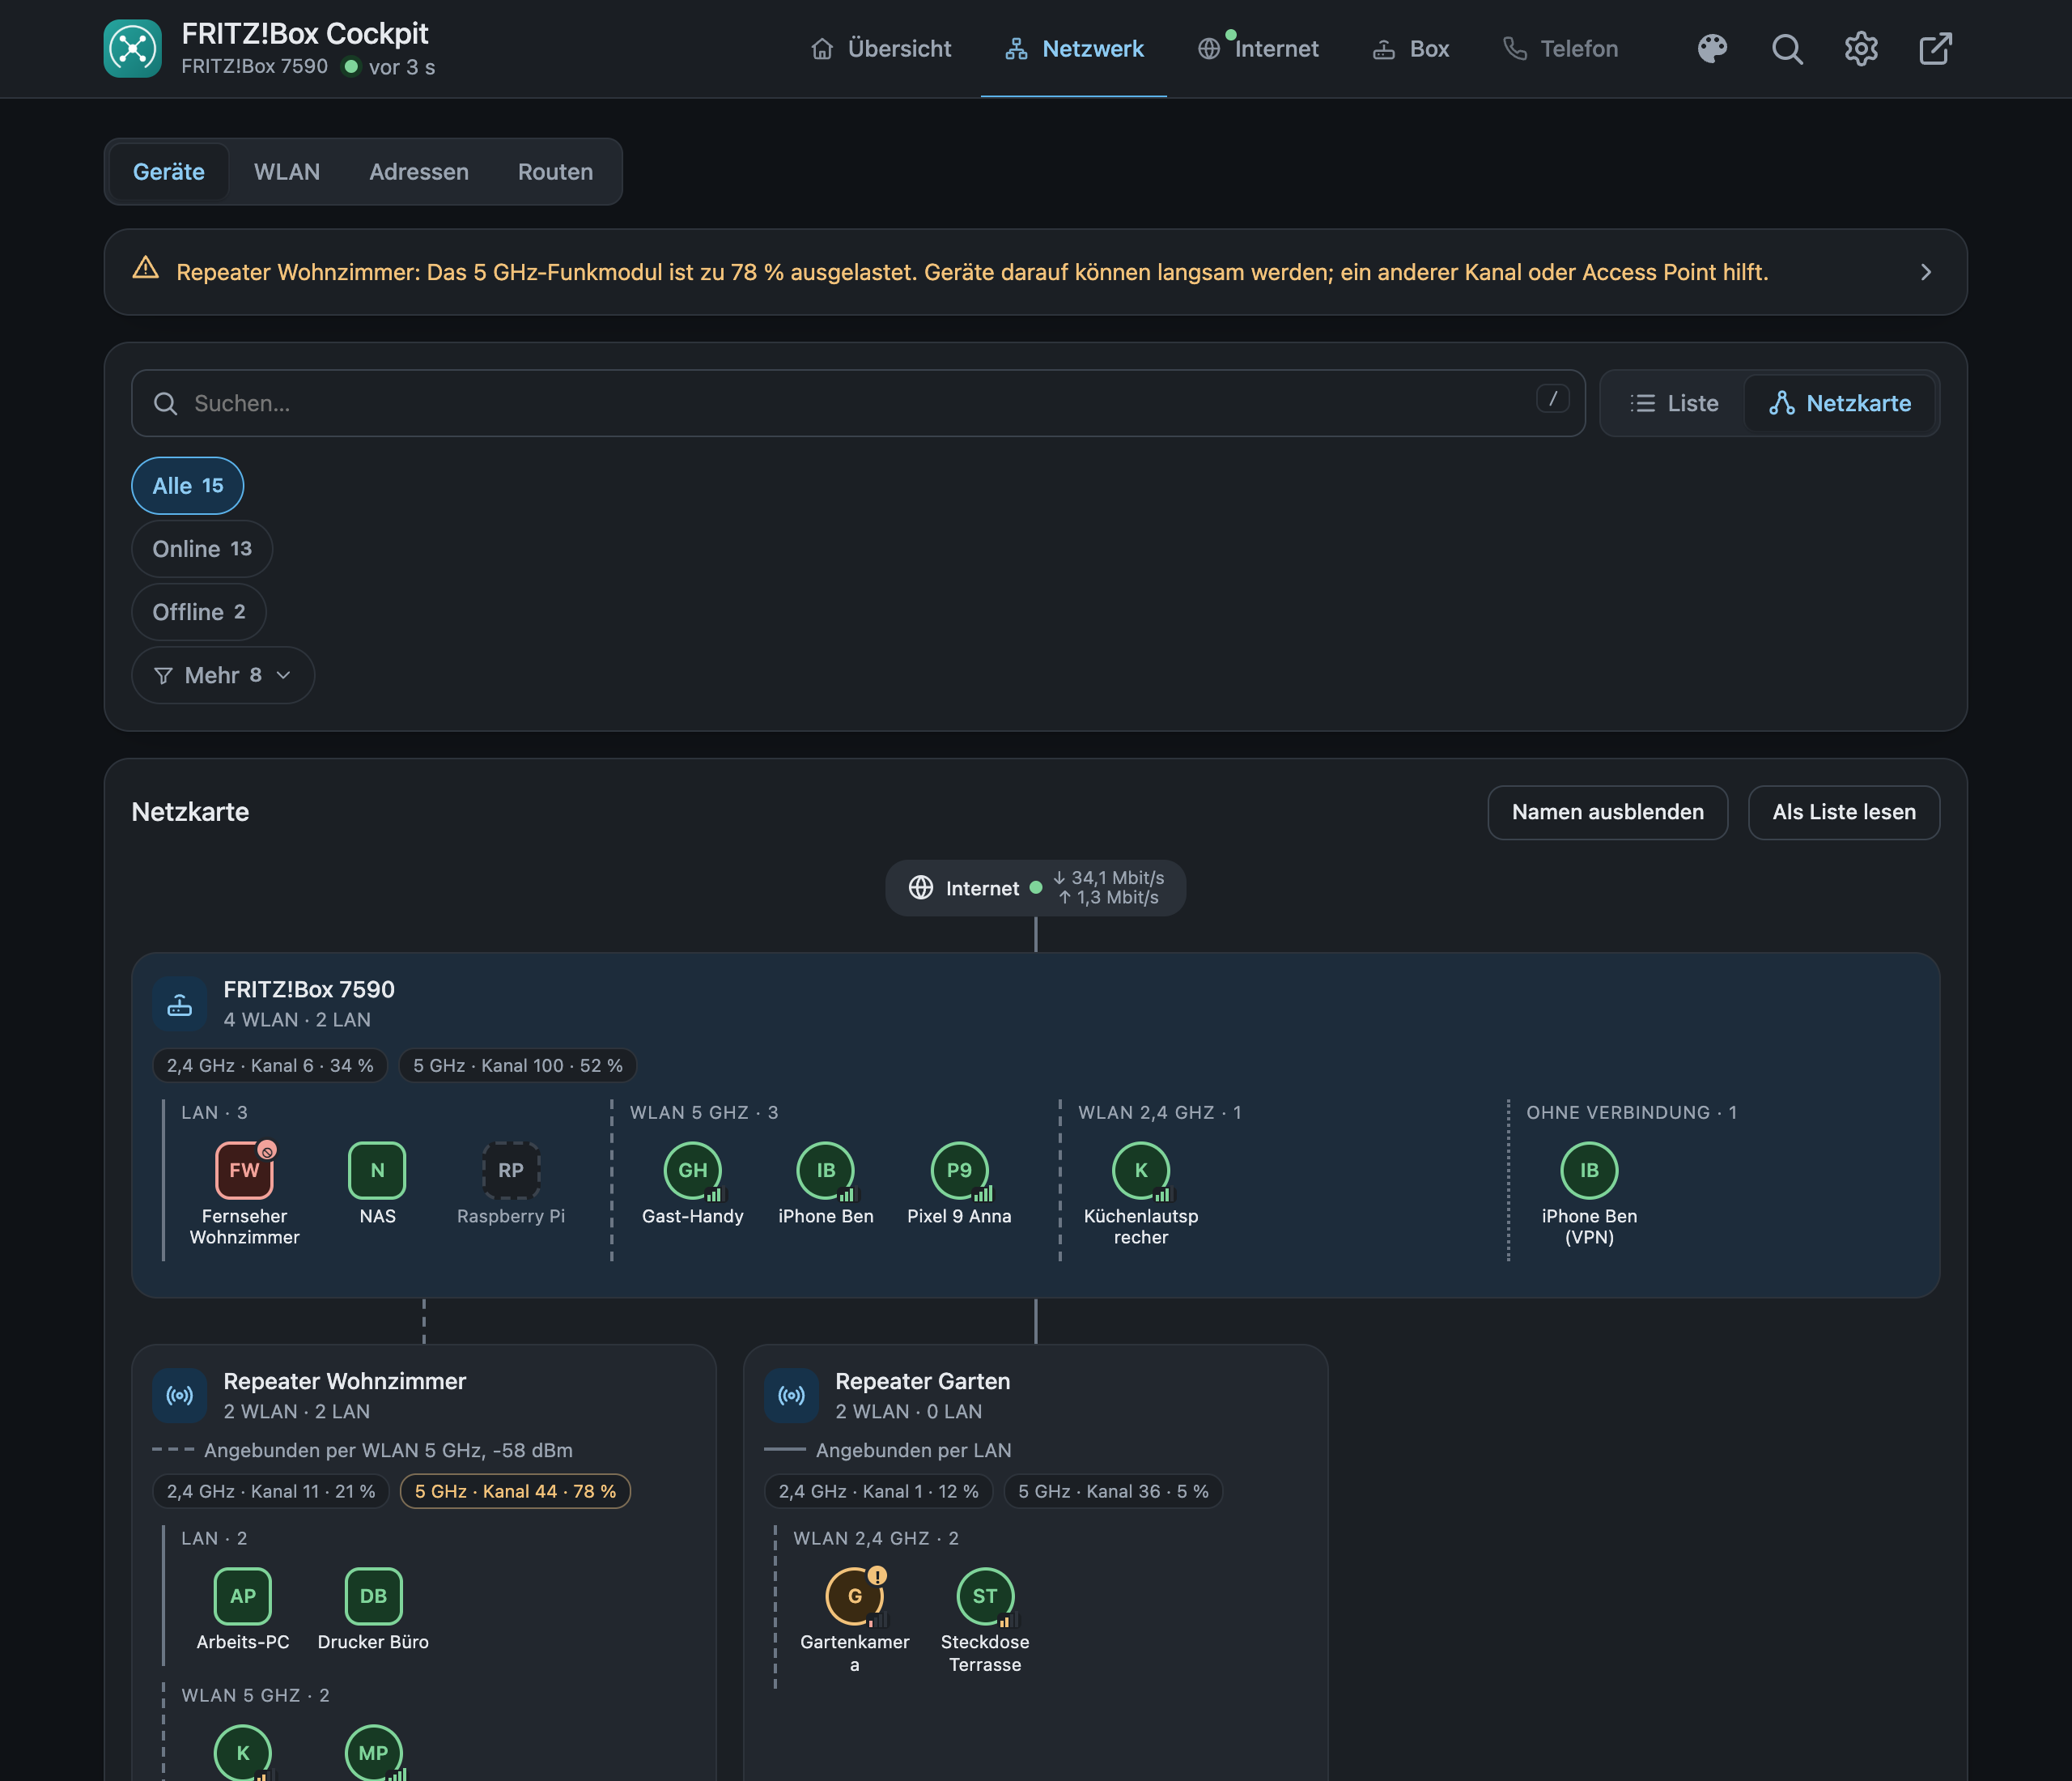 FRITZ!Box Cockpit
FRITZ!Box 7590 vor 3 s
Übersicht
Netzwerk
Internet
Box
Telefon
Geräte
WLAN
Adressen
Routen
Repeater Wohnzimmer: Das 5 GHz-Funkmodul ist zu 78 % ausgelastet. Geräte darauf können langsam werden; ein anderer Kanal oder Access Point hilft.
Suchen...
/
Liste
Netzkarte
Alle 15
Online 13
Offline 2
Mehr 8
Netzkarte
Namen ausblenden
Als Liste lesen
Internet
↓ 34,1 Mbit/s
↑ 1,3 Mbit/s
FRITZ!Box 7590
4 WLAN · 2 LAN
2,4 GHz · Kanal 6 · 34 %
5 GHz · Kanal 100 · 52 %
LAN · 3
FW
Fernseher
Wohnzimmer
N
NAS
RP
Raspberry Pi
WLAN 5 GHZ · 3
GH
Gast-Handy
IB
iPhone Ben
P9
Pixel 9 Anna
WLAN 2,4 GHZ · 1
K
Küchenlautsp
recher
OHNE VERBINDUNG · 1
IB
iPhone Ben
(VPN)
Repeater Wohnzimmer
2 WLAN · 2 LAN
Angebunden per WLAN 5 GHz, -58 dBm
2,4 GHz · Kanal 11 · 21 %
5 GHz · Kanal 44 · 78 %
LAN · 2
AP
Arbeits-PC
DB
Drucker Büro
WLAN 5 GHZ · 2
K
MP
Repeater Garten
2 WLAN · 0 LAN
Angebunden per LAN
2,4 GHz · Kanal 1 · 12 %
5 GHz · Kanal 36 · 5 %
WLAN 2,4 GHZ · 2
G
!
Gartenkamer
a
ST
Steckdose
Terrasse